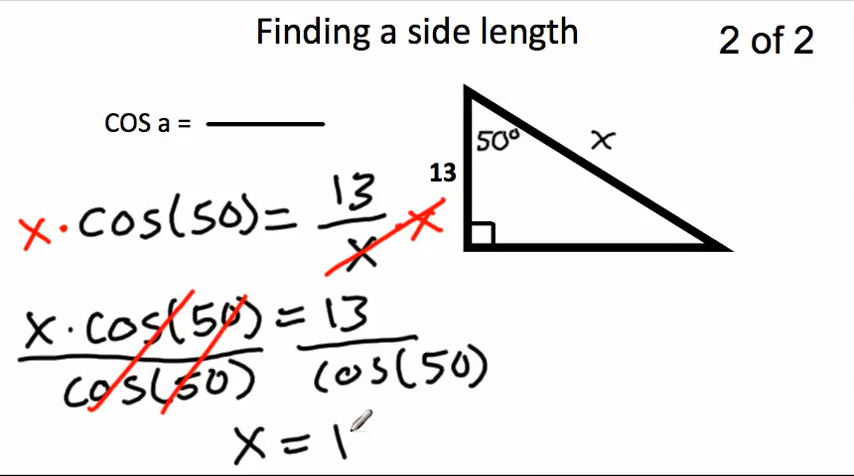 Finding a side length
2 of 2
COS a =
50°
x
13
x · cos(50) = 13/x · x
x · cos(50) = 13
cos(50) cos(50)
x = 1